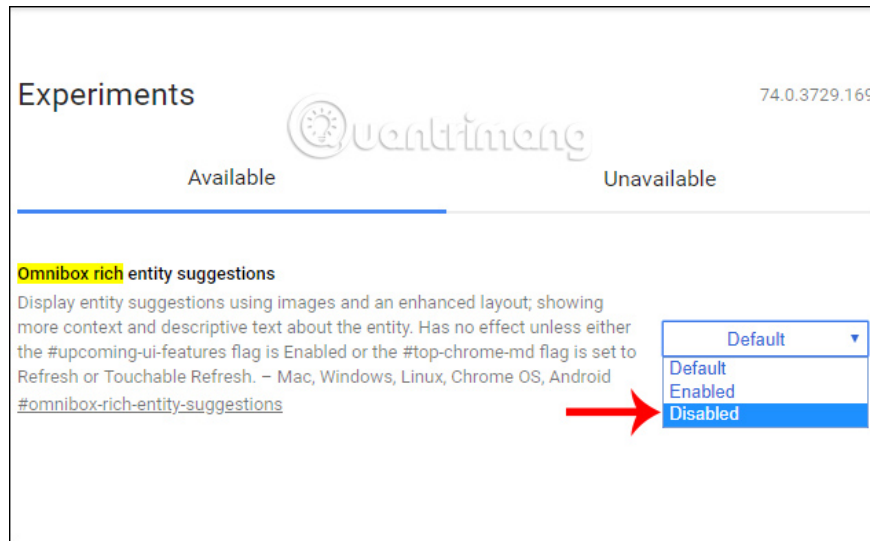 Experiments
74.0.3729.169
Quantrimang
Available
Unavailable
Omnibox rich entity suggestions
Display entity suggestions using images and an enhanced layout; showing
more context and descriptive text about the entity. Has no effect unless either
the #upcoming-ui-features flag is Enabled or the #top-chrome-md flag is set to
Refresh or Touchable Refresh. – Mac, Windows, Linux, Chrome OS, Android
#omnibox-rich-entity-suggestions
Default
Default
Enabled
Disabled